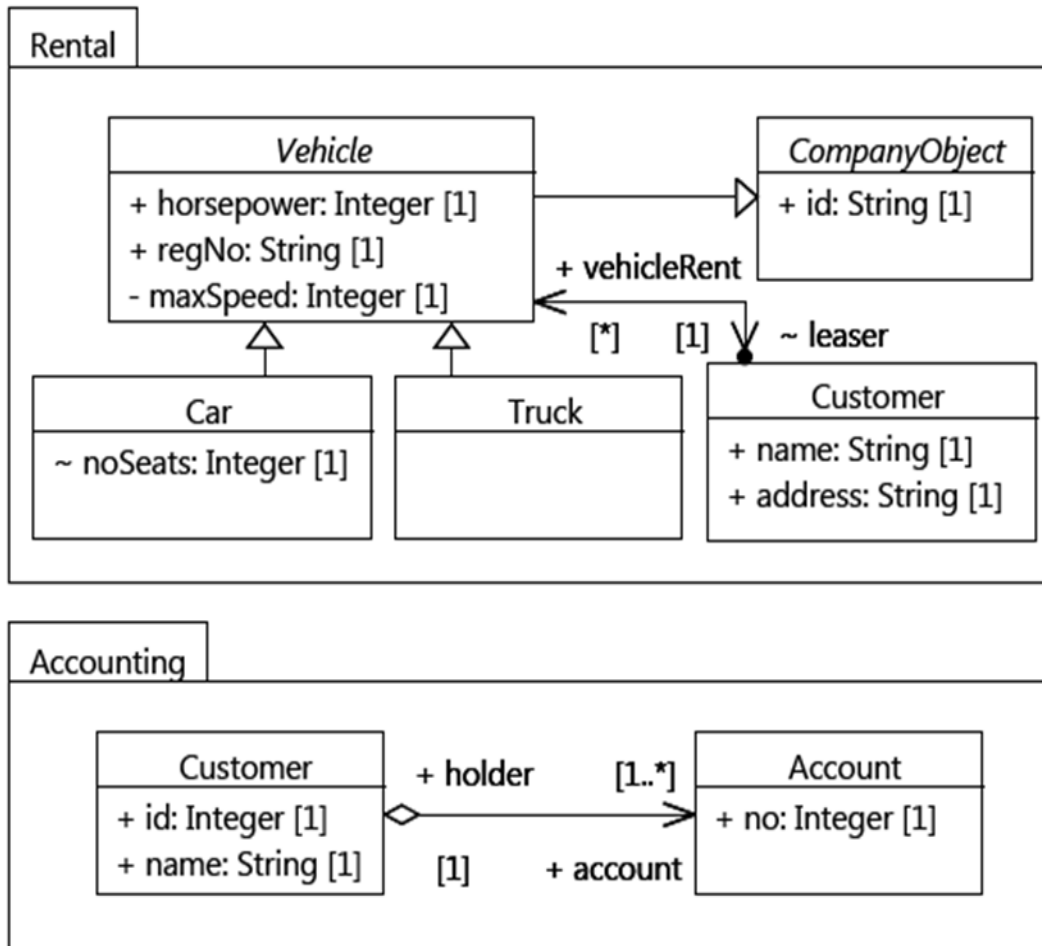 Rental
Vehicle
+ horsepower: Integer [1]
+ regNo: String [1]
- maxSpeed: Integer [1]
CompanyObject
+ id: String [1]
+ vehicleRent
[*]
[1]
~ leaser
Car
~ noSeats: Integer [1]
Truck
Customer
+ name: String [1]
+ address: String [1]
Accounting
Customer
+ id: Integer [1]
+ name: String [1]
+ holder
[1..*]
[1]
+ account
Account
+ no: Integer [1]